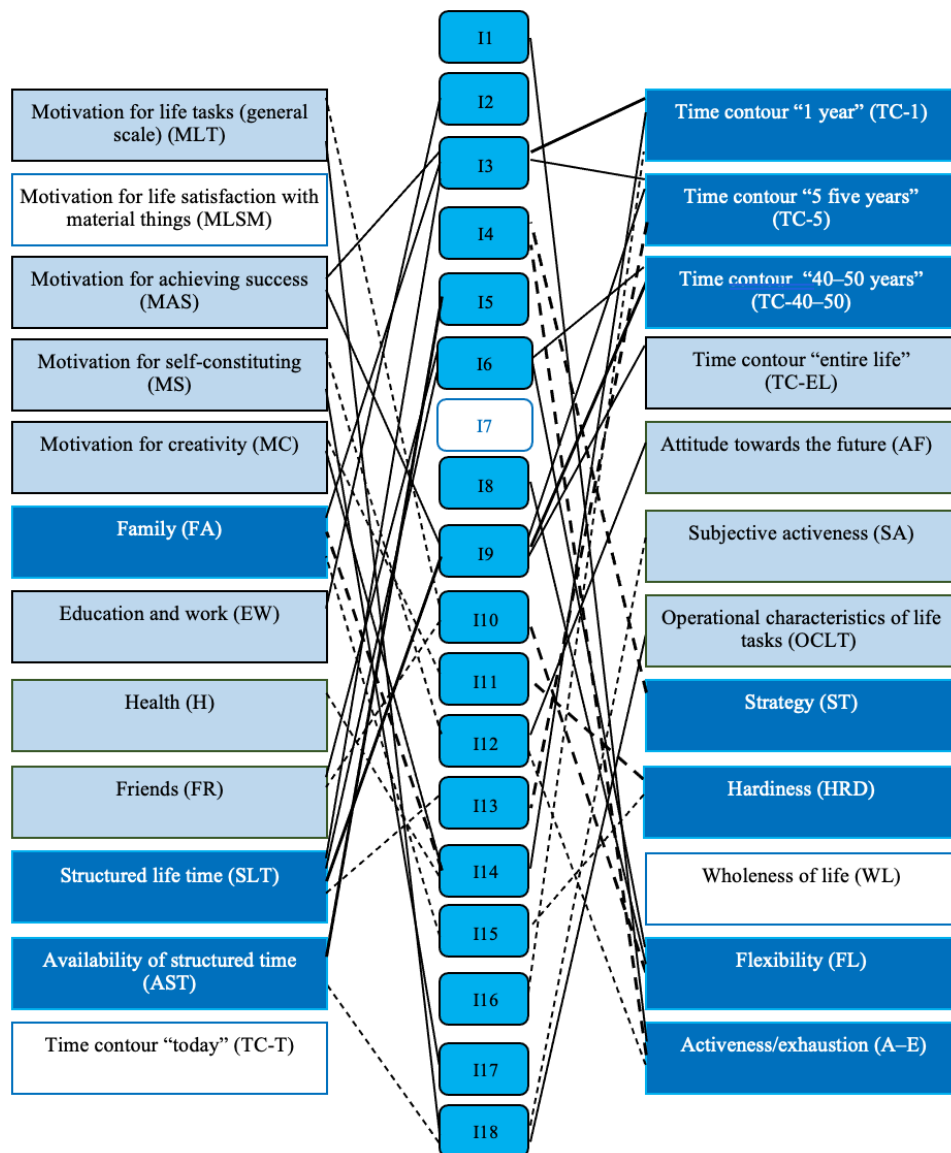 Motivation for life tasks (general
scale) (MLT)
Motivation for life satisfaction with
material things (MLSM)
Motivation for achieving success
(MAS)
Motivation for self-constituting
(MS)
Motivation for creativity (MC)
Family (FA)
Education and work (EW)
Health (H)
Friends (FR)
Structured life time (SLT)
Availability of structured time
(AST)
Time contour “today” (TC-T)
I1
I2
I3
I4
I5
I6
I7
I8
I9
I10
I11
I12
I13
I14
I15
I16
I17
I18
Time contour “1 year” (TC-1)
Time contour “5 five years”
(TC-5)
Time contour “40–50 years”
(TC-40–50)
Time contour “entire life”
(TC-EL)
Attitude towards the future (AF)
Subjective activeness (SA)
Operational characteristics of life
tasks (OCLT)
Strategy (ST)
Hardiness (HRD)
Wholeness of life (WL)
Flexibility (FL)
Activeness/exhaustion (A–E)